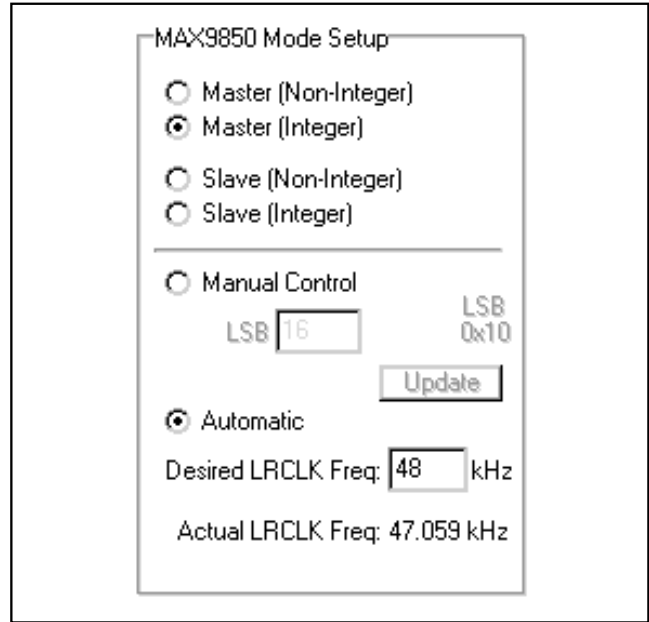 MAX9850 Mode Setup
Master (Non-Integer)
Master (Integer)
Slave (Non-Integer)
Slave (Integer)
Manual Control
LSB 16
LSB
0x10
Update
Automatic
Desired LRCLK Freq: 48 kHz
Actual LRCLK Freq: 47.059 kHz